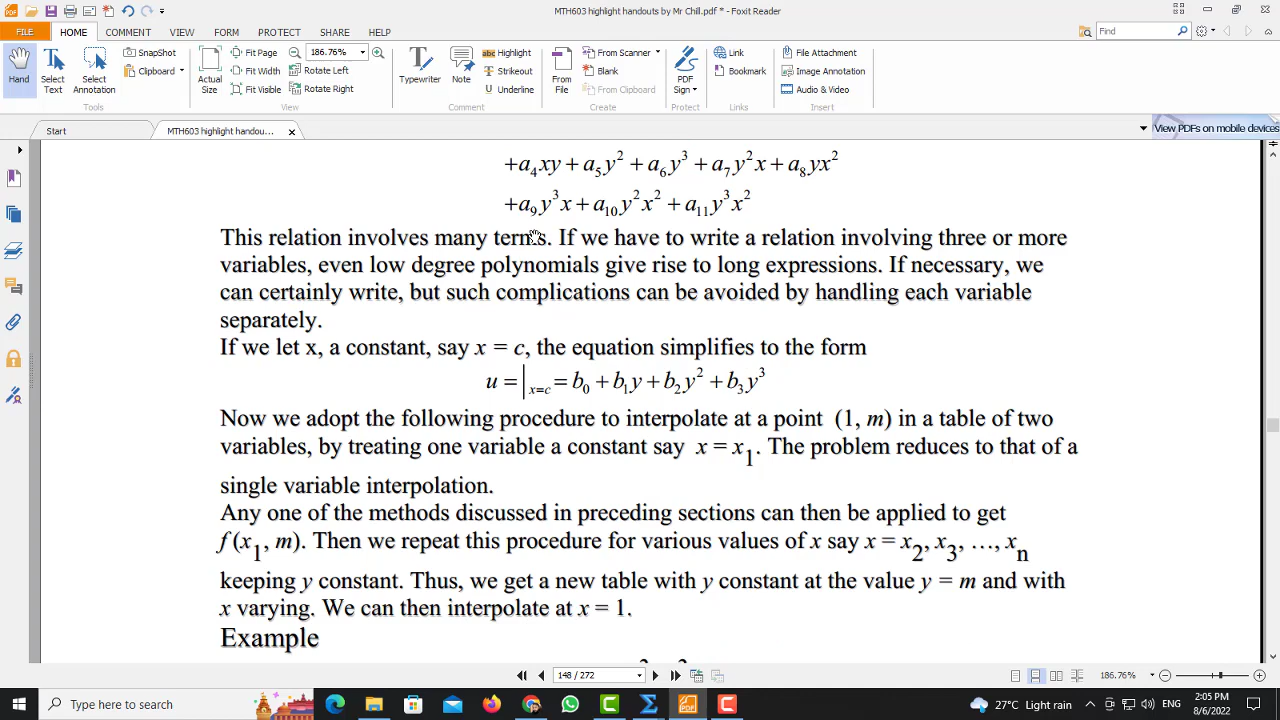 MTH603 highlight handouts by Mr Chill.pdf * - Foxit Reader
FILE HOME COMMENT VIEW FORM PROTECT SHARE HELP
Find
Hand
Select Text
Select Annotation
SnapShot
Clipboard
Tools
Actual Size
Fit Page
Fit Width
Fit Visible
186.76%
Rotate Left
Rotate Right
View
Typewriter
Note
Highlight
Strikeout
Underline
Comment
From File
From Scanner
Blank
From Clipboard
Create
PDF Sign
Protect
Link
Bookmark
Links
File Attachment
Image Annotation
Audio & Video
Insert
Start
MTH603 highlight handou...
View PDFs on mobile devices
+a₄xy + a₅y² + a₆y³ + a₇y²x + a₈yx²
+a₉y³x + a₁₀y²x² + a₁₁y³x²
This relation involves many terms. If we have to write a relation involving three or more
variables, even low degree polynomials give rise to long expressions. If necessary, we
can certainly write, but such complications can be avoided by handling each variable
separately.
If we let x, a constant, say x = c, the equation simplifies to the form
u = |ₓ₌c = b₀ + b₁y + b₂y² + b₃y³
Now we adopt the following procedure to interpolate at a point (1, m) in a table of two
variables, by treating one variable a constant say x = x₁. The problem reduces to that of a
single variable interpolation.
Any one of the methods discussed in preceding sections can then be applied to get
f (x₁, m). Then we repeat this procedure for various values of x say x = x₂, x₃, …, xₙ
keeping y constant. Thus, we get a new table with y constant at the value y = m and with
x varying. We can then interpolate at x = 1.
Example
148 / 272
186.76%
Type here to search
27°C Light rain
ENG
2:05 PM
8/6/2022